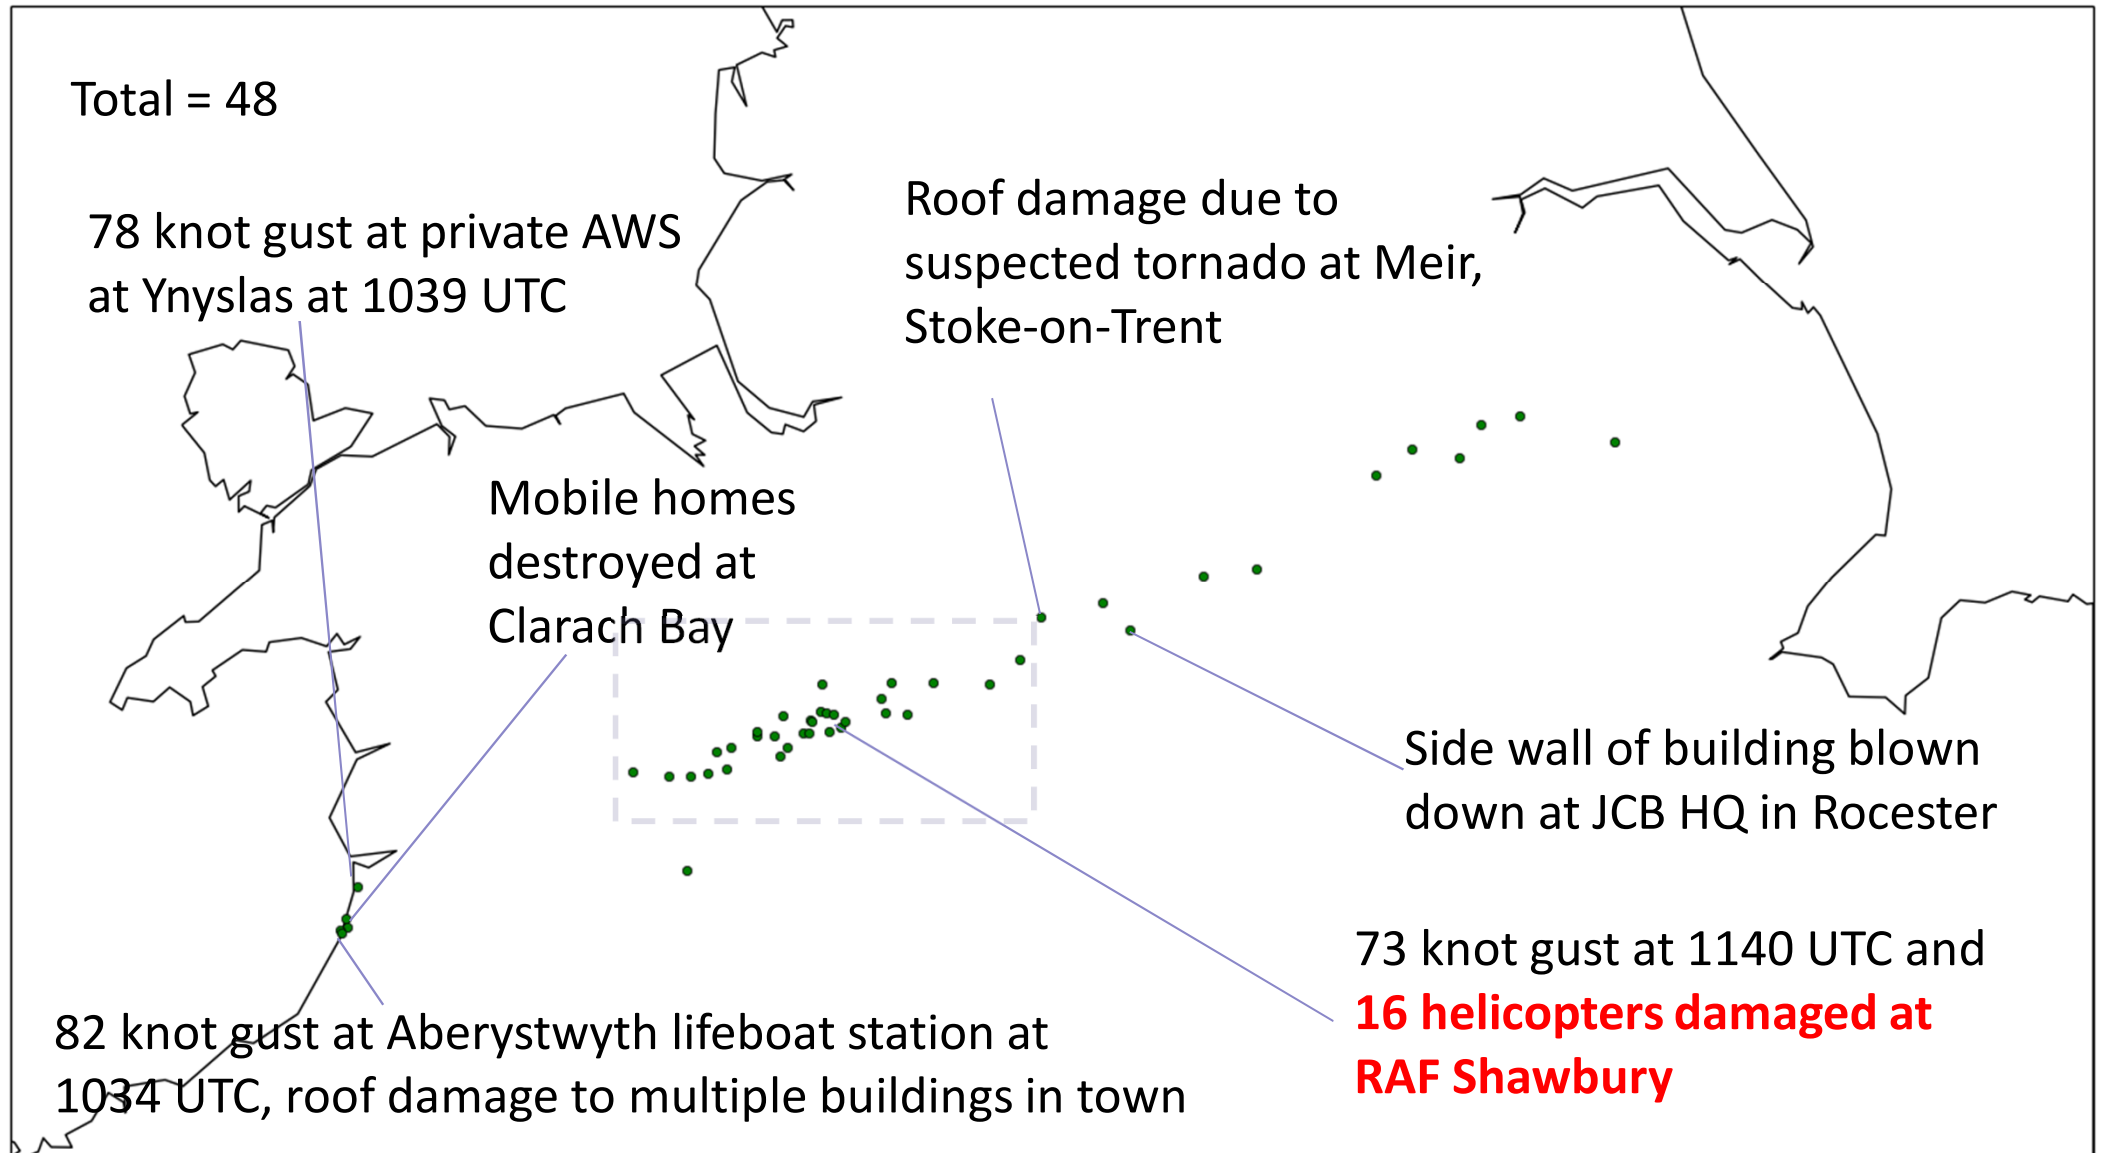 Total = 48
78 knot gust at private AWS
at Ynyslas at 1039 UTC
Roof damage due to
suspected tornado at Meir,
Stoke-on-Trent
Mobile homes
destroyed at
Clarach Bay
Side wall of building blown
down at JCB HQ in Rocester
73 knot gust at 1140 UTC and
16 helicopters damaged at
RAF Shawbury
82 knot gust at Aberystwyth lifeboat station at
1034 UTC, roof damage to multiple buildings in town